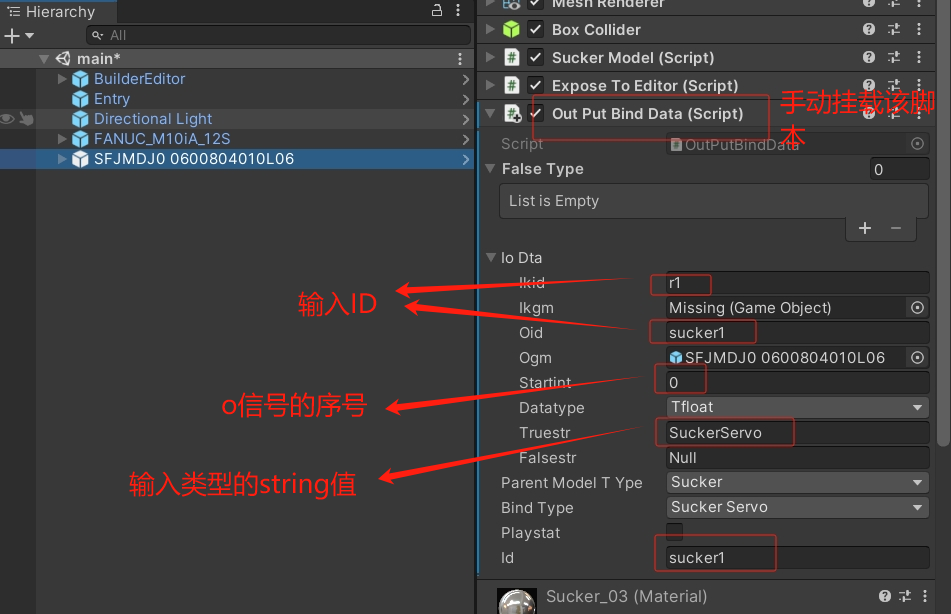 Hierarchy
All
main*
BuilderEditor
Entry
Directional Light
FANUC_M10iA_12S
SFJMDJ0 0600804010L06
Mesh Renderer
Box Collider
Sucker Model (Script)
Expose To Editor (Script)
Out Put Bind Data (Script)
手动挂载该脚
本
Script
OutPutBindData
False Type
0
List is Empty
Io Dta
Ikid
r1
输入ID
Ikgm
Missing (Game Object)
Oid
sucker1
Ogm
SFJMDJ0 0600804010L06
Startint
0
o信号的序号
Datatype
Tfloat
Truestr
SuckerServo
输入类型的string值
Falsestr
Null
Parent Model T Ype
Sucker
Bind Type
Sucker Servo
Playstat
Id
sucker1
Sucker_03 (Material)